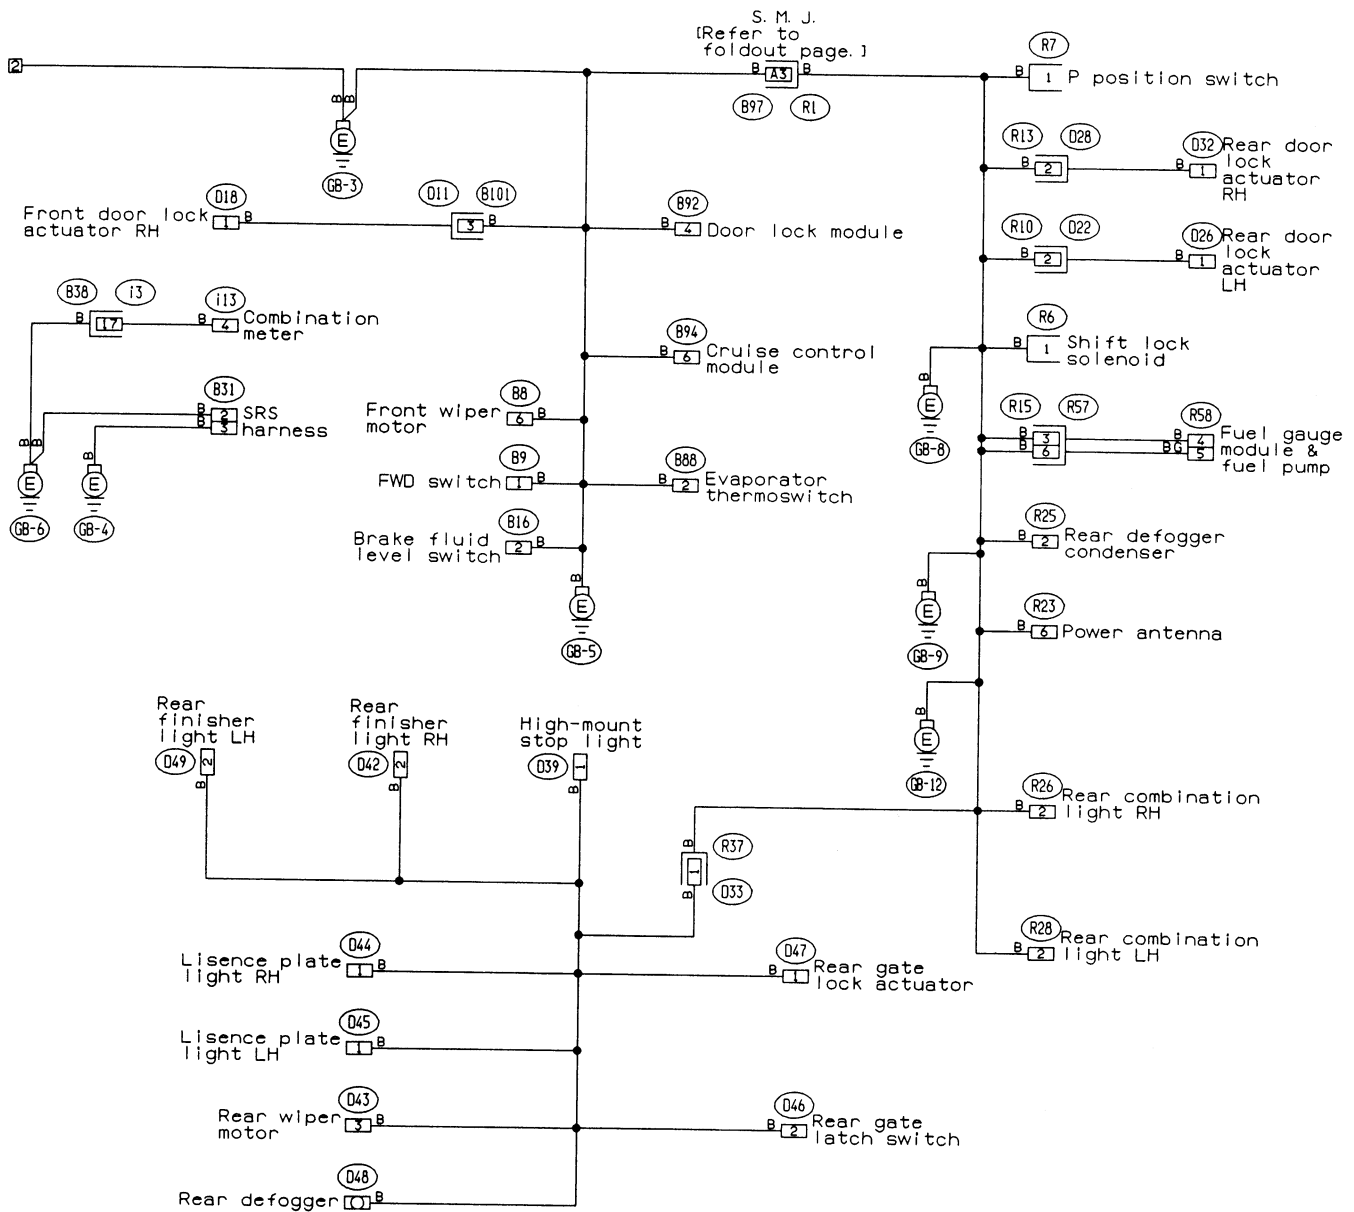 S. M. J.
[Refer to
foldout page.]
2
B
B
B
A3
B
B97
R1
E
GB-3
R7
B
1
P position switch
R13
D28
B
2
D32
B
1
Rear door
lock
actuator
RH
D18
Front door lock
actuator RH
1
B
D11
B101
3
B
B92
B
4
Door lock module
R10
D22
B
2
D26
B
1
Rear door
lock
actuator
LH
B38
i3
B
17
i13
4
Combination
meter
B94
B
6
Cruise control
module
R6
B
1
Shift lock
solenoid
B
E
GB-8
B31
B
2
B
3
SRS
harness
B
B
E
GB-6
B
E
GB-4
B8
Front wiper
motor
6
B
B9
FWD switch
1
B
B88
B
2
Evaporator
thermoswitch
B16
Brake fluid
level switch
2
B
B
E
GB-5
R15
R57
B
3
B
6
R58
B
4
BG
5
Fuel gauge
module &
fuel pump
R25
B
2
Rear defogger
condenser
B
E
GB-9
R23
B
6
Power antenna
B
E
GB-12
Rear
finisher
light LH
D49
2
B
Rear
finisher
light RH
D42
2
B
High-mount
stop light
D39
1
B
R26
B
2
Rear combination
light RH
B
R37
1
D33
B
R28
B
2
Rear combination
light LH
D44
Lisence plate
light RH
1
B
D47
B
1
Rear gate
lock actuator
D45
Lisence plate
light LH
1
B
D43
Rear wiper
motor
3
B
D46
B
2
Rear gate
latch switch
D48
Rear defogger
B